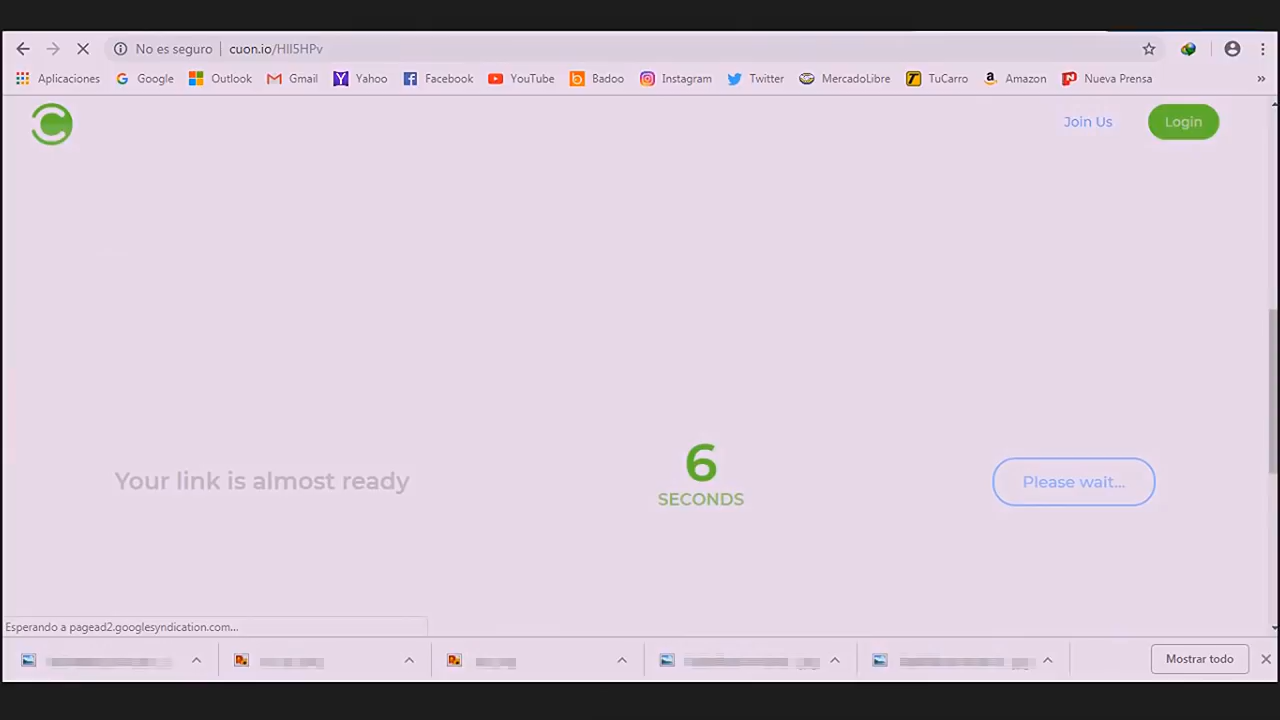 No es seguro cuon.io/HlI5HPv
Aplicaciones Google Outlook Gmail Yahoo Facebook YouTube Badoo Instagram Twitter MercadoLibre TuCarro Amazon Nueva Prensa »
Join Us Login
6
Your link is almost ready SECONDS Please wait...
Esperando a pagead2.googlesyndication.com...
Mostrar todo